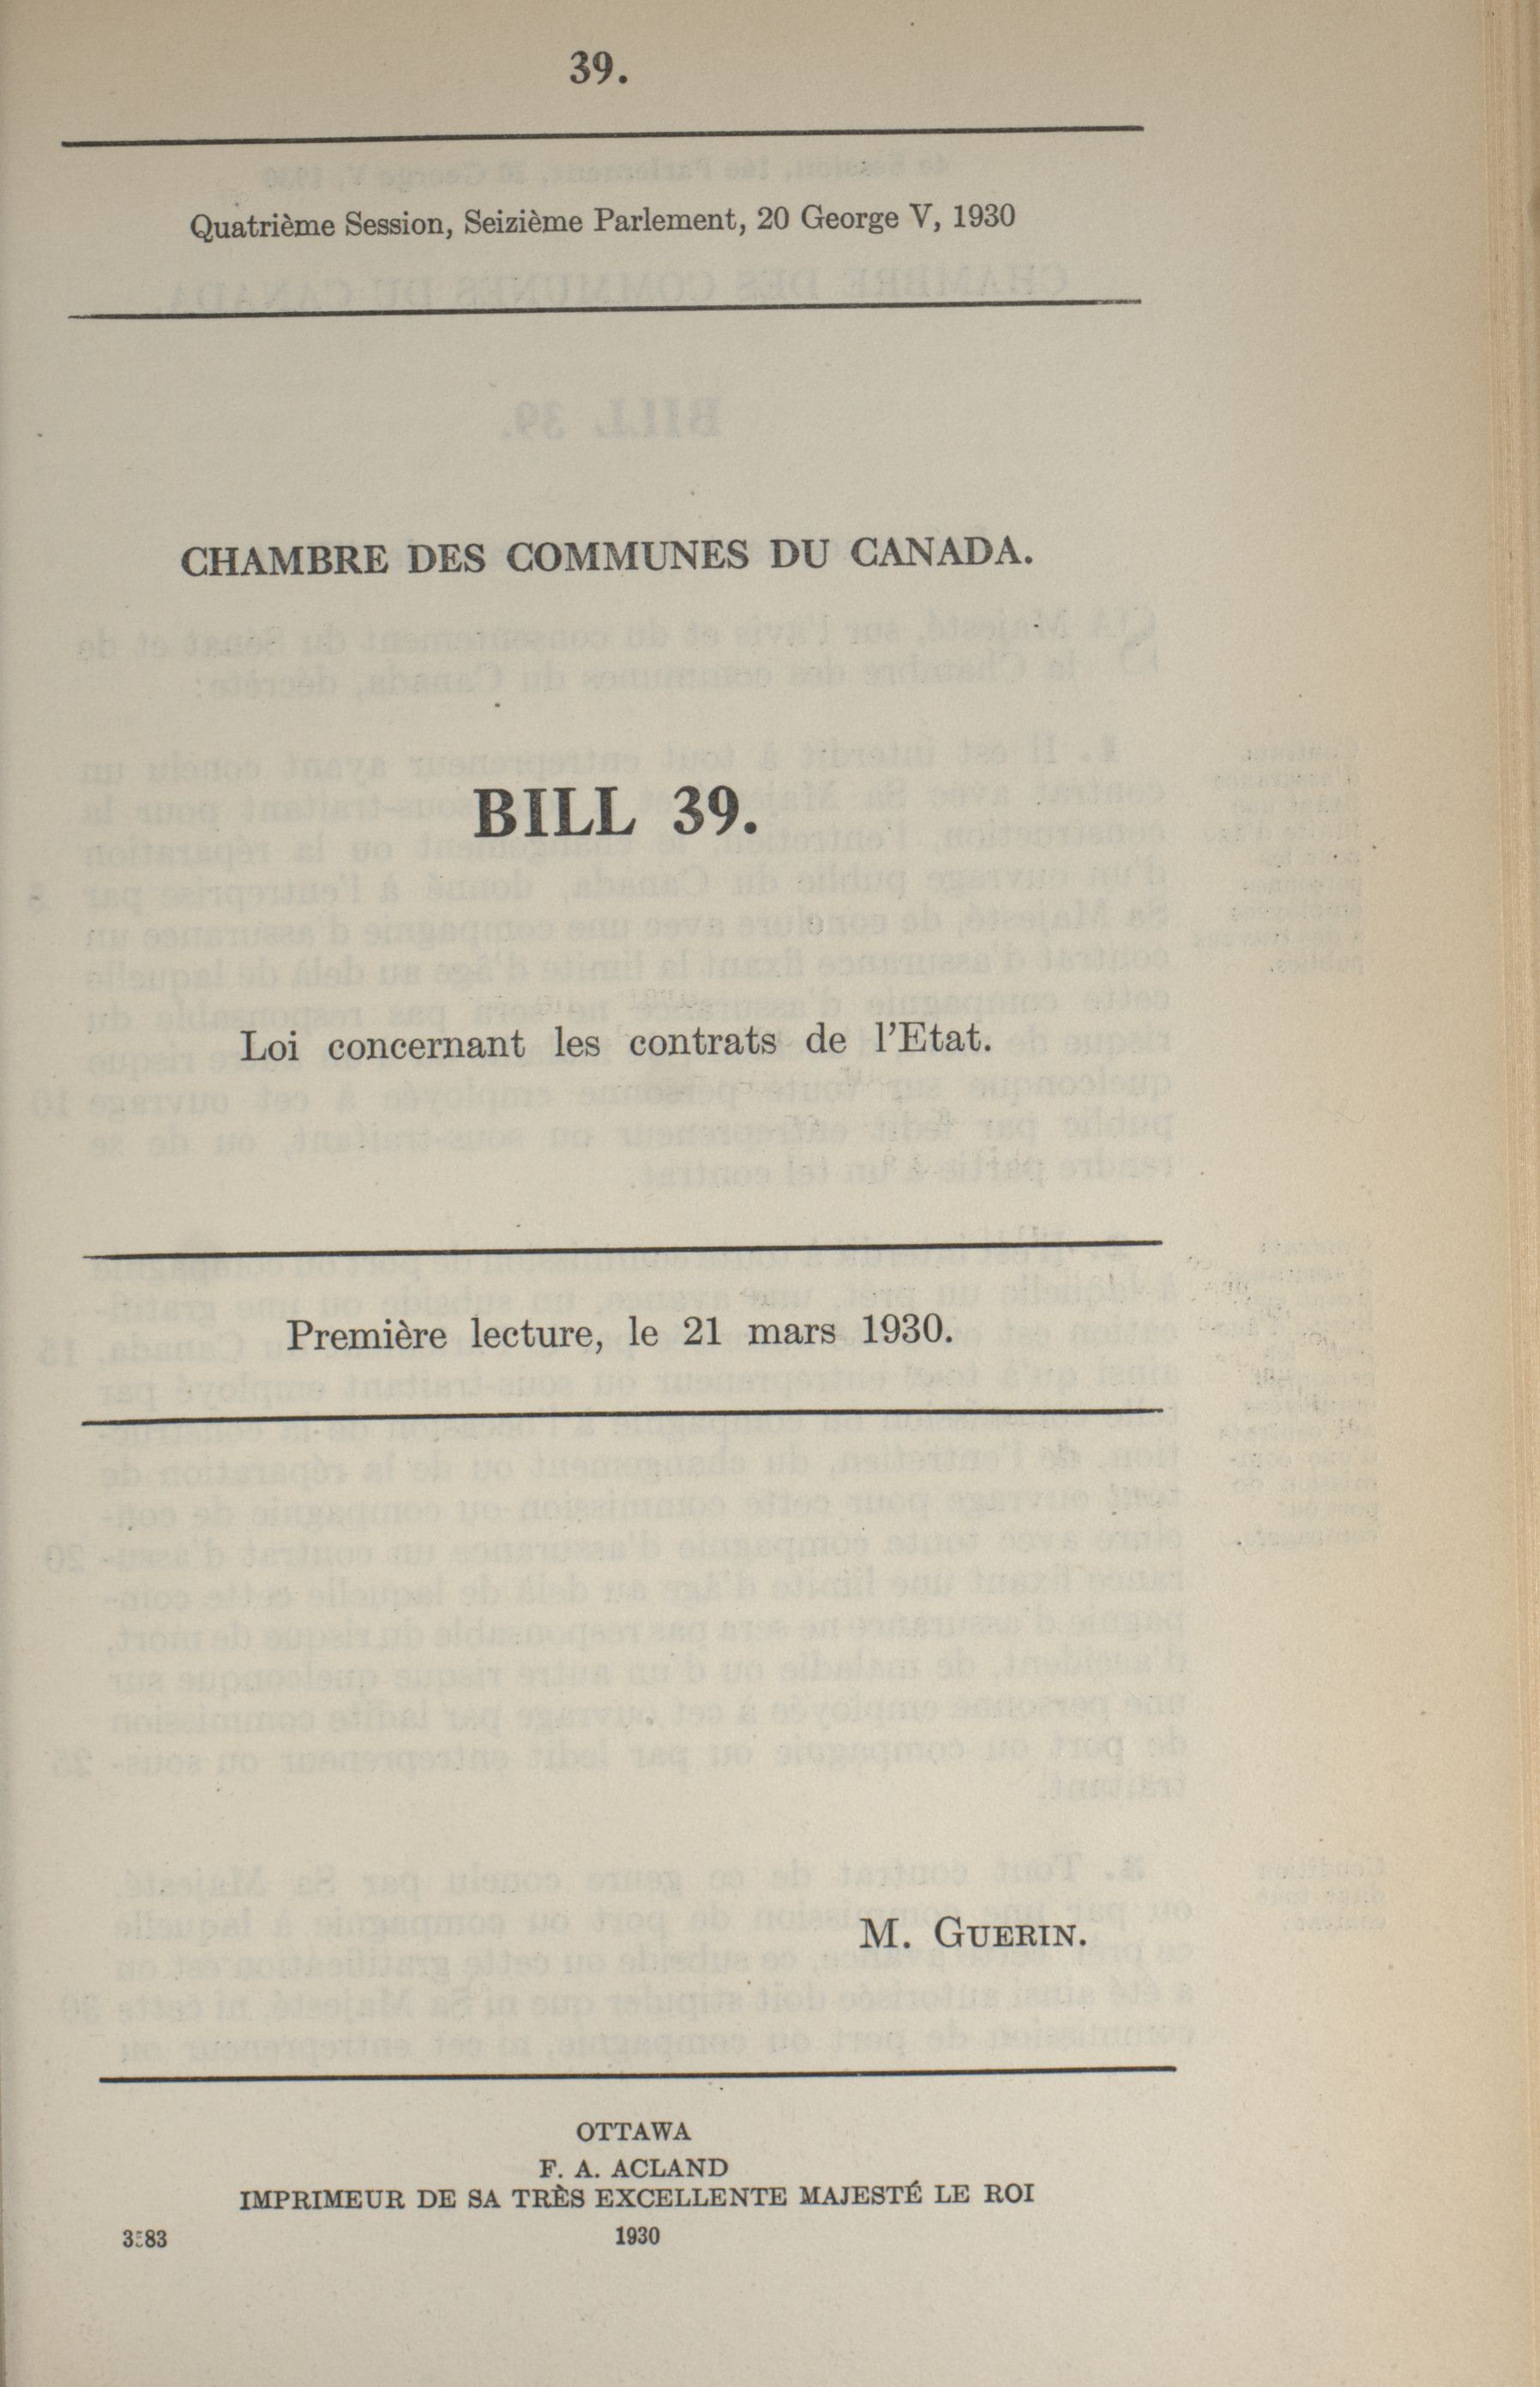 39.
Quatrième Session, Seizième Parlement, 20 George V, 1930
CHAMBRE DES COMMUNES DU CANADA.
BILL 39.
Loi concernant les contrats de l'Etat.
Première lecture, le 21 mars 1930.
M. GUERIN.
OTTAWA
F. A. ACLAND
IMPRIMEUR DE SA TRÈS EXCELLENTE MAJESTÉ LE ROI
1930